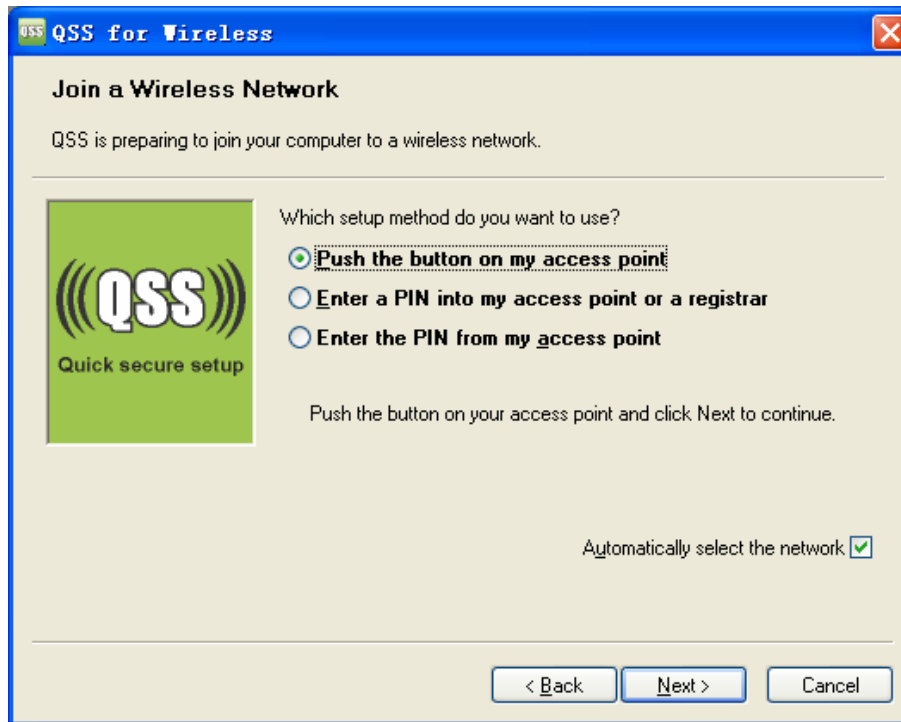 QSS QSS for Wireless
Join a Wireless Network
QSS is preparing to join your computer to a wireless network.
Which setup method do you want to use?
Push the button on my access point
Enter a PIN into my access point or a registrar
Enter the PIN from my access point
(((QSS)))
Quick secure setup
Push the button on your access point and click Next to continue.
Automatically select the network
< Back Next > Cancel